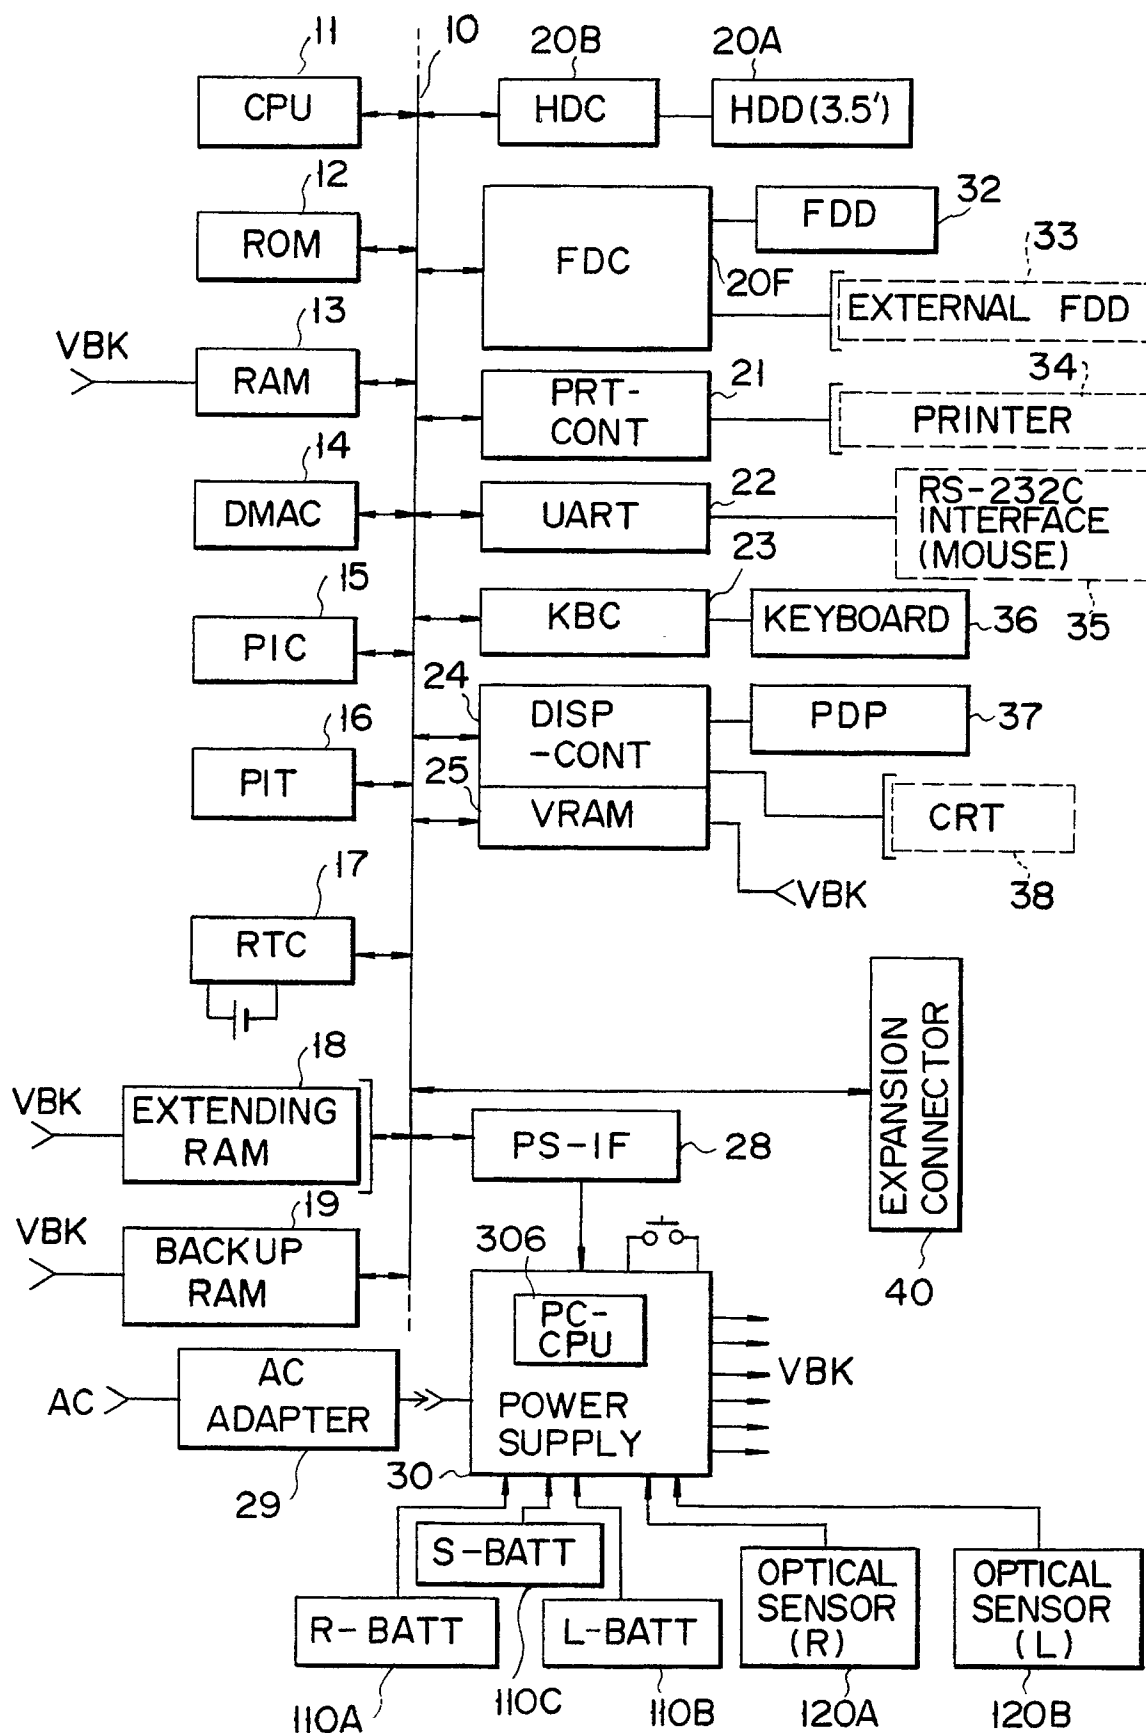 11
10
20B
20A
CPU
HDC
HDD(3.5')
12
ROM
FDC
FDD
32
20F
33
EXTERNAL FDD
13
VBK
RAM
PRT-
CONT
21
34
PRINTER
14
DMAC
UART
22
RS-232C
INTERFACE
(MOUSE)
35
15
PIC
KBC
23
KEYBOARD
36
24
DISP
-CONT
PDP
37
16
PIT
25
VRAM
CRT
38
VBK
17
RTC
18
VBK
EXTENDING
RAM
PS-IF
28
EXPANSION
CONNECTOR
40
19
VBK
BACKUP
RAM
306
PC-
CPU
VBK
AC
AC
ADAPTER
29
POWER
SUPPLY
30
S-BATT
110C
R-BATT
110A
L-BATT
110B
OPTICAL
SENSOR
(R)
120A
OPTICAL
SENSOR
(L)
120B